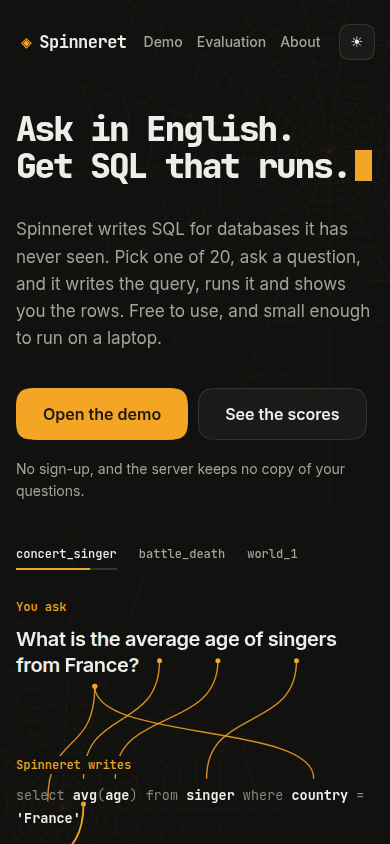 ◈ Spinneret Demo Evaluation About
Ask in English.
Get SQL that runs.
Spinneret writes SQL for databases it has
never seen. Pick one of 20, ask a question,
and it writes the query, runs it and shows
you the rows. Free to use, and small enough
to run on a laptop.
Open the demo See the scores
No sign-up, and the server keeps no copy of your
questions.
concert_singer battle_death world_1
You ask
What is the average age of singers
from France?
Spinneret writes
select avg(age) from singer where country =
'France'